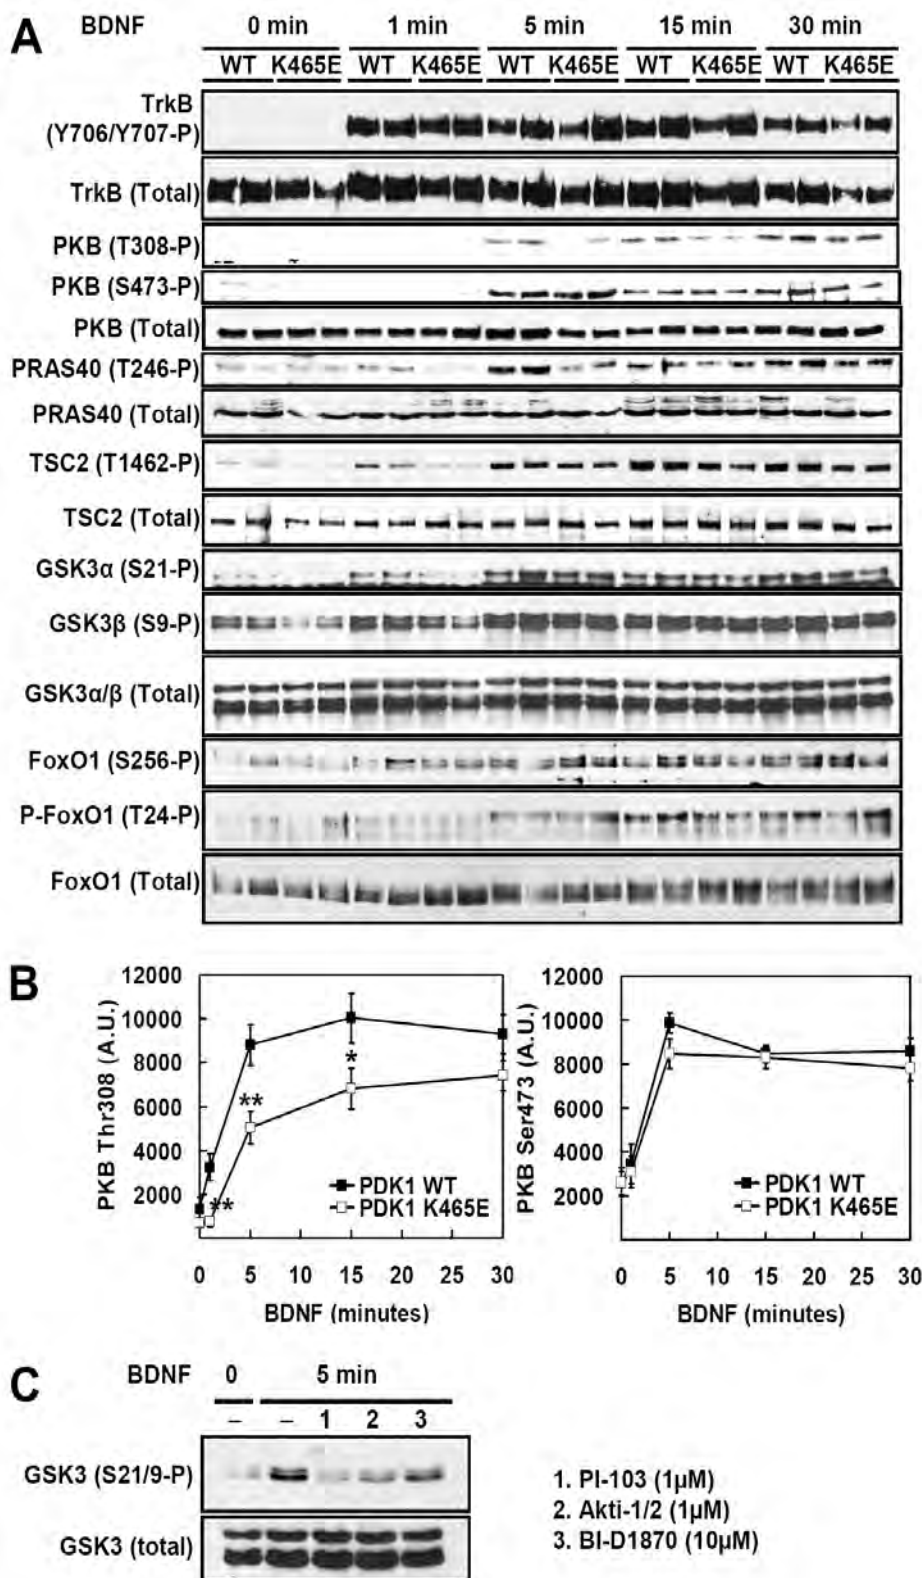 A
BDNF 0 min 1 min 5 min 15 min 30 min
WT K465E WT K465E WT K465E WT K465E WT K465E
TrkB
(Y706/Y707-P)
TrkB (Total)
PKB (T308-P)
PKB (S473-P)
PKB (Total)
PRAS40 (T246-P)
PRAS40 (Total)
TSC2 (T1462-P)
TSC2 (Total)
GSK3α (S21-P)
GSK3β (S9-P)
GSK3α/β (Total)
FoxO1 (S256-P)
P-FoxO1 (T24-P)
FoxO1 (Total)
B
PKB Thr308 (A.U.)
12000
10000
8000
6000
4000
2000
**
**
*
PDK1 WT
PDK1 K465E
0 5 10 15 20 25 30
BDNF (minutes)
PKB Ser473 (A.U.)
12000
10000
8000
6000
4000
2000
PDK1 WT
PDK1 K465E
0 5 10 15 20 25 30
BDNF (minutes)
C
BDNF 0 5 min
– – 1 2 3
GSK3 (S21/9-P)
GSK3 (total)
1. PI-103 (1µM)
2. Akti-1/2 (1µM)
3. BI-D1870 (10µM)